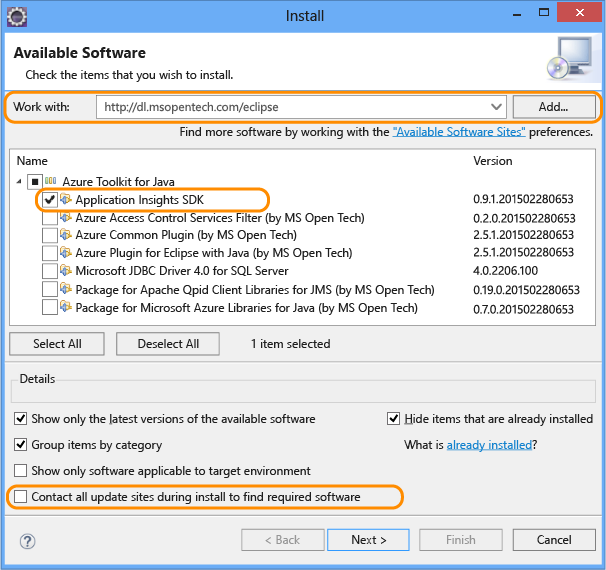 Install
Available Software
Check the items that you wish to install.
Work with: http://dl.msopentech.com/eclipse Add...
Find more software by working with the "Available Software Sites" preferences.
Name Version
Azure Toolkit for Java
Application Insights SDK 0.9.1.201502280653
Azure Access Control Services Filter (by MS Open Tech) 0.2.0.201502280653
Azure Common Plugin (by MS Open Tech) 2.5.1.201502280653
Azure Plugin for Eclipse with Java (by MS Open Tech) 2.5.1.201502280653
Microsoft JDBC Driver 4.0 for SQL Server 4.0.2206.100
Package for Apache Qpid Client Libraries for JMS (by MS Open Tech) 0.19.0.201502280653
Package for Microsoft Azure Libraries for Java (by MS Open Tech) 0.7.0.201502280653
Select All Deselect All 1 item selected
Details
Show only the latest versions of the available software Hide items that are already installed
Group items by category What is already installed?
Show only software applicable to target environment
Contact all update sites during install to find required software
? < Back Next > Finish Cancel